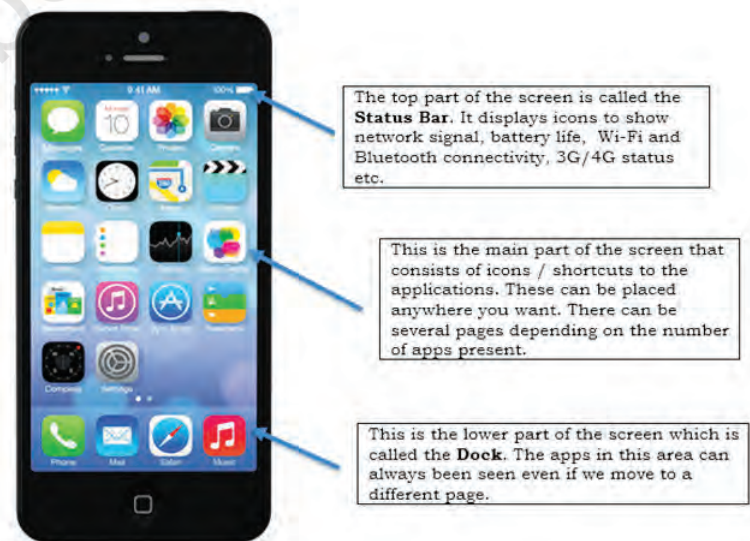 9:41 AM 100%
The top part of the screen is called the
Status Bar. It displays icons to show
network signal, battery life, Wi-Fi and
Bluetooth connectivity, 3G/4G status
etc.
10
This is the main part of the screen that
consists of icons / shortcuts to the
applications. These can be placed
anywhere you want. There can be
several pages depending on the number
of apps present.
Compass Settings
This is the lower part of the screen which is
called the Dock. The apps in this area can
always been seen even if we move to a
different page.
Phone Mail Safari Music